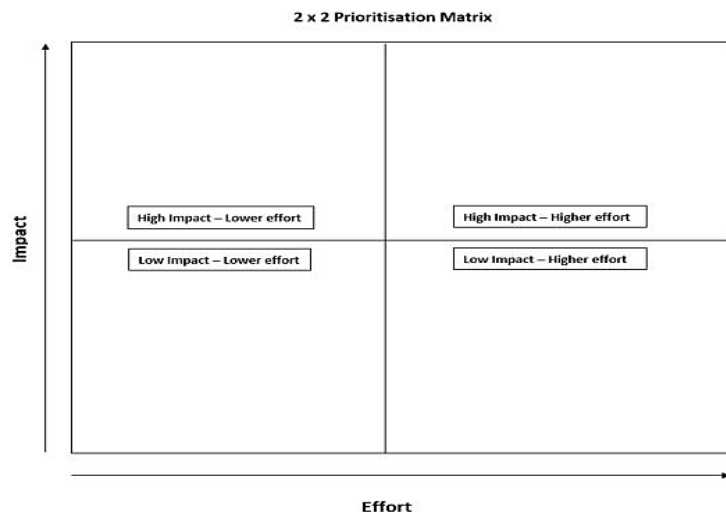 2 x 2 Prioritisation Matrix
Impact
High Impact – Lower effort
High Impact – Higher effort
Low Impact – Lower effort
Low Impact – Higher effort
Effort